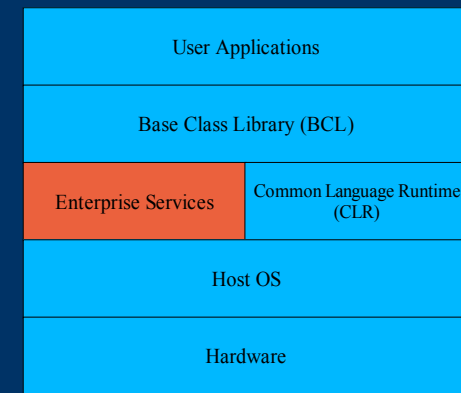 User Applications
Base Class Library (BCL)
Enterprise Services
Common Language Runtime
(CLR)
Host OS
Hardware